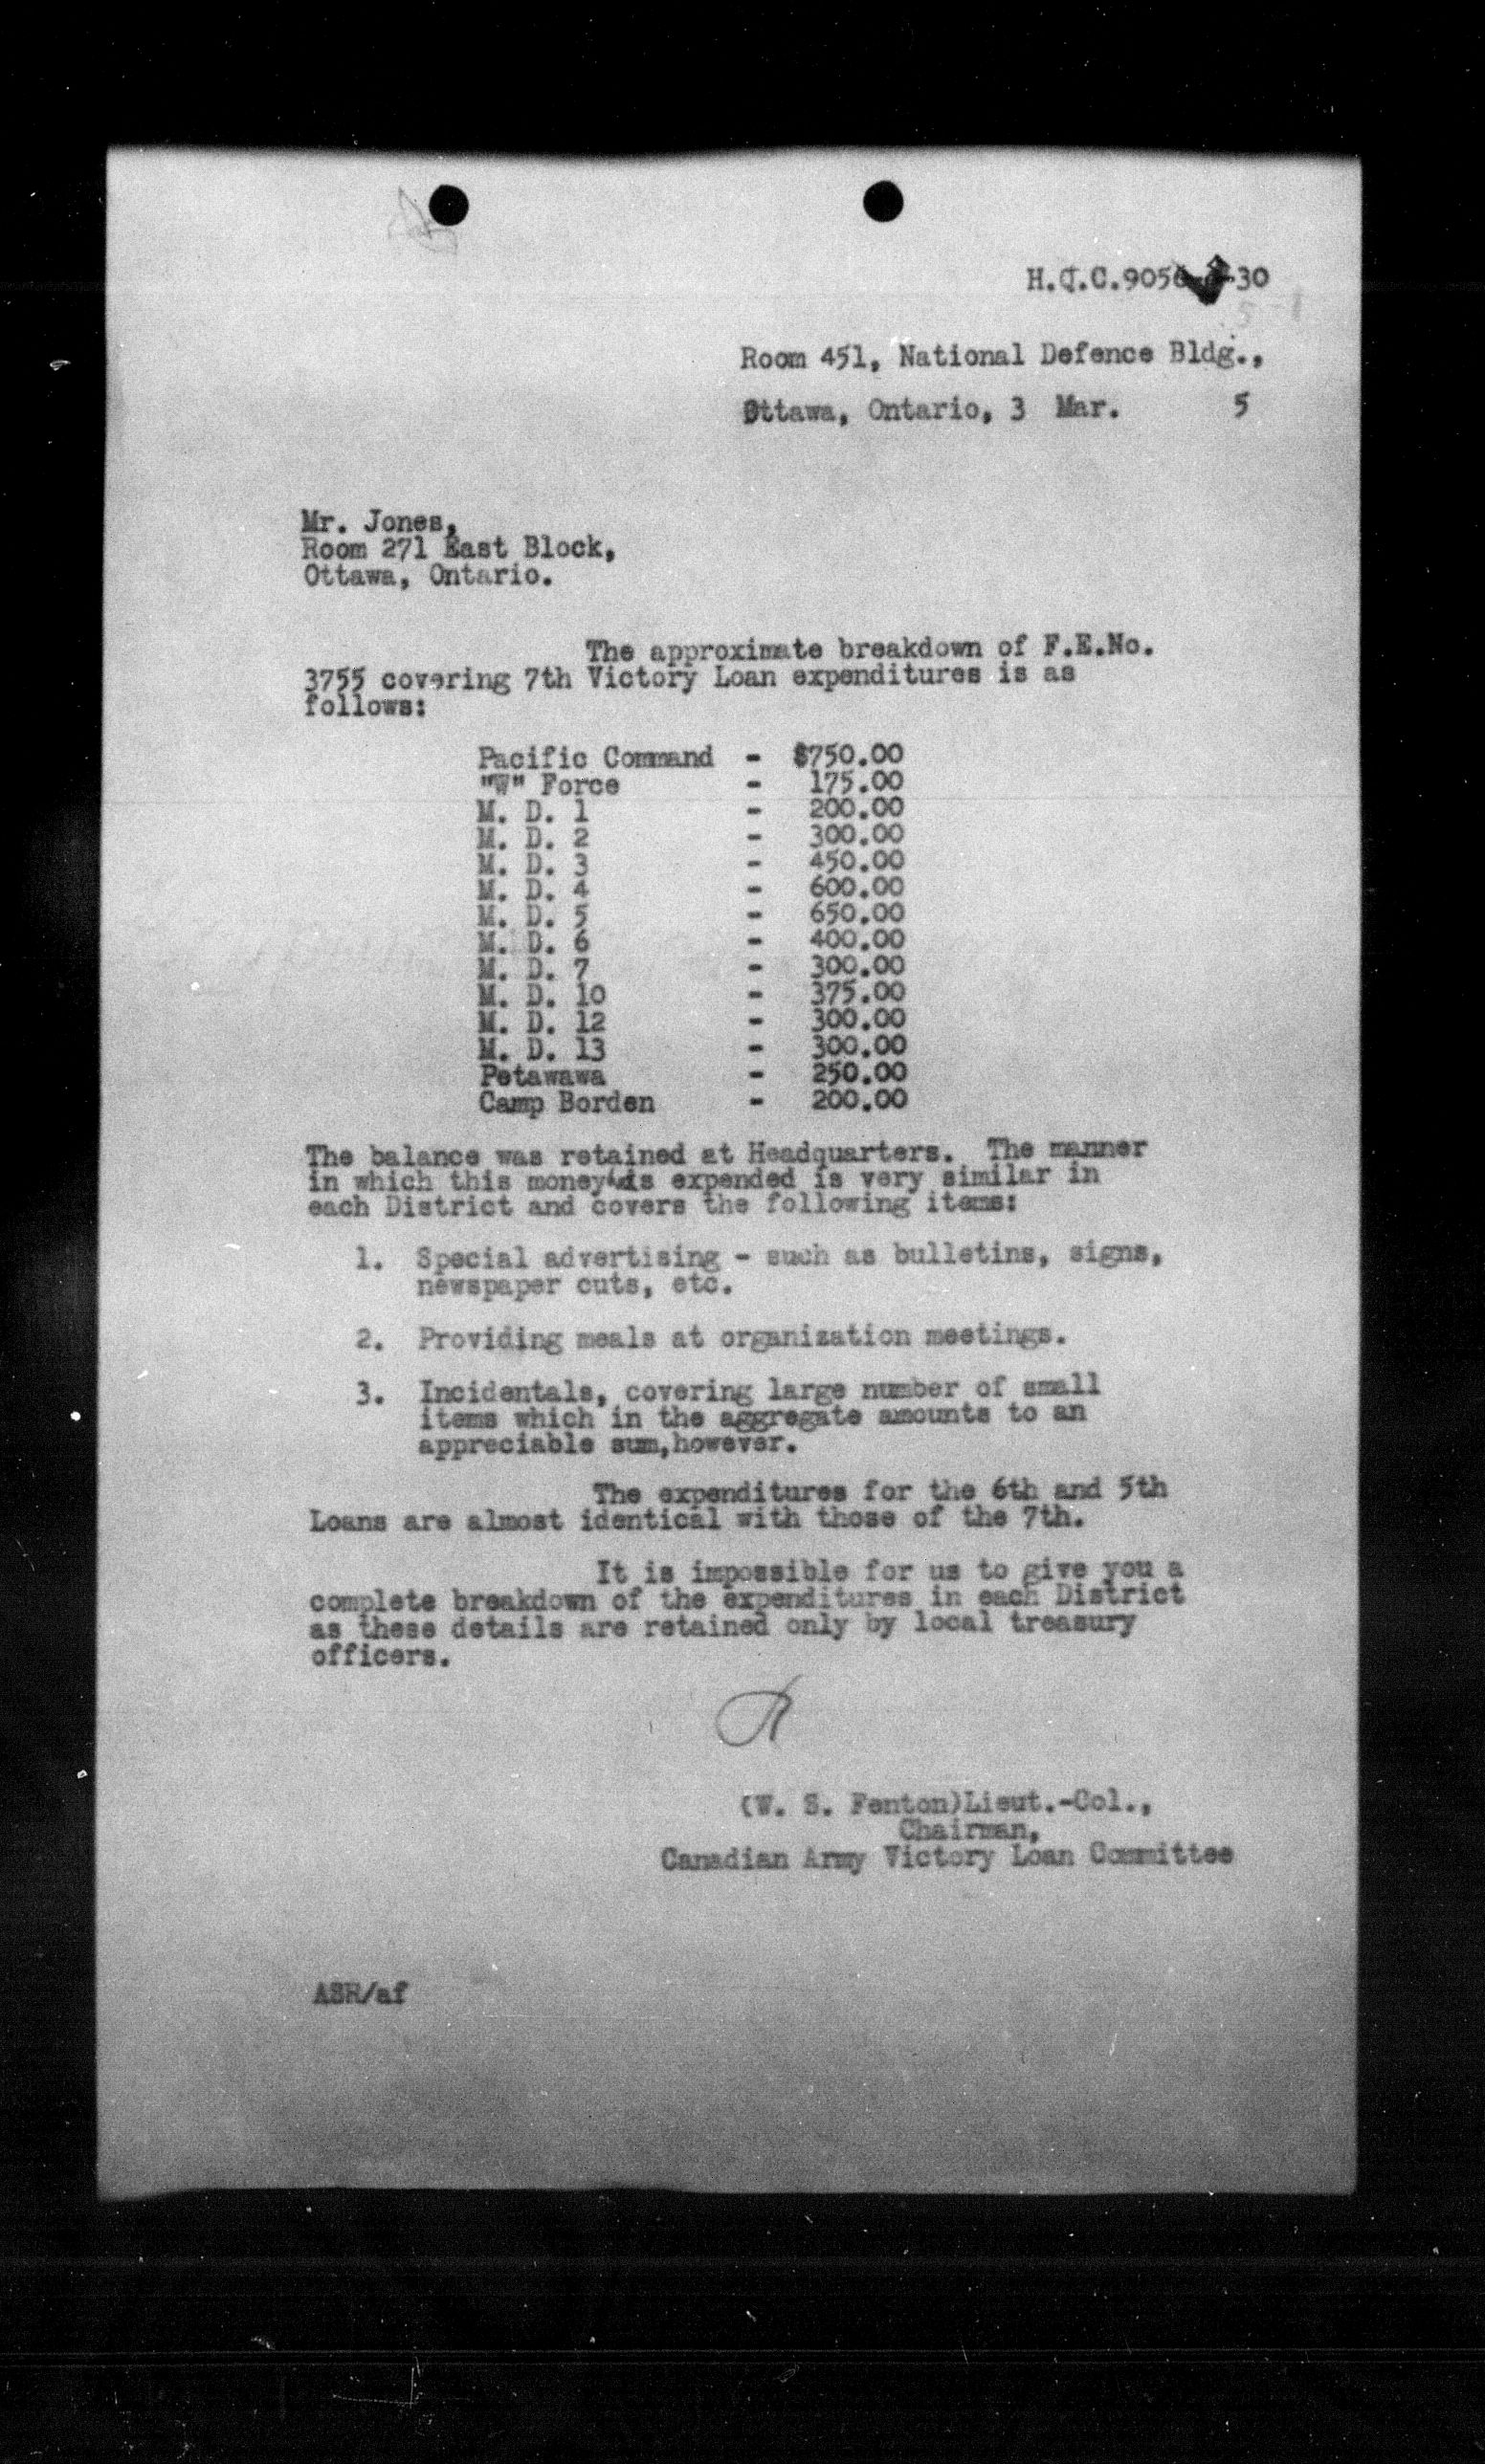 H.Q.C.9056- -30
5-1
Room 451, National Defence Bldg.,
Ottawa, Ontario, 3 Mar. 5
Mr. Jones,
Room 271 East Block,
Ottawa, Ontario.
The approximate breakdown of F.E.No.
3755 covering 7th Victory Loan expenditures is as
follows:
Pacific Command - $750.00
"W" Force - 175.00
M. D. 1 - 200.00
M. D. 2 - 300.00
M. D. 3 - 450.00
M. D. 4 - 600.00
M. D. 5 - 650.00
M. D. 6 - 400.00
M. D. 7 - 300.00
M. D. 10 - 375.00
M. D. 12 - 300.00
M. D. 13 - 300.00
Petawawa - 250.00
Camp Borden - 200.00
The balance was retained at Headquarters. The manner
in which this money is expended is very similar in
each District and covers the following items:
1. Special advertising - such as bulletins, signs,
newspaper cuts, etc.
2. Providing meals at organization meetings.
3. Incidentals, covering large number of small
items which in the aggregate amounts to an
appreciable sum,however.
The expenditures for the 6th and 5th
Loans are almost identical with those of the 7th.
It is impossible for us to give you a
complete breakdown of the expenditures in each District
as these details are retained only by local treasury
officers.
(W. S. Fenton)Lieut.-Col.,
Chairman,
Canadian Army Victory Loan Committee
ASR/af